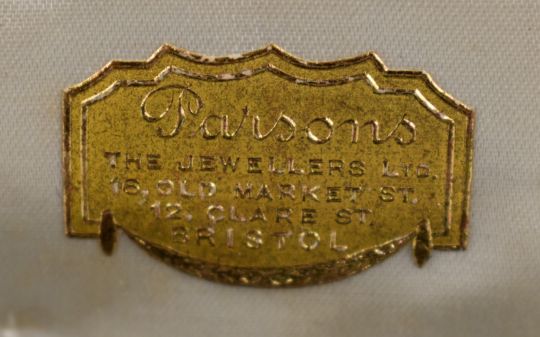 Parsons
THE JEWELLERS LTD.
16, OLD MARKET ST.
12, CLARE ST.
BRISTOL